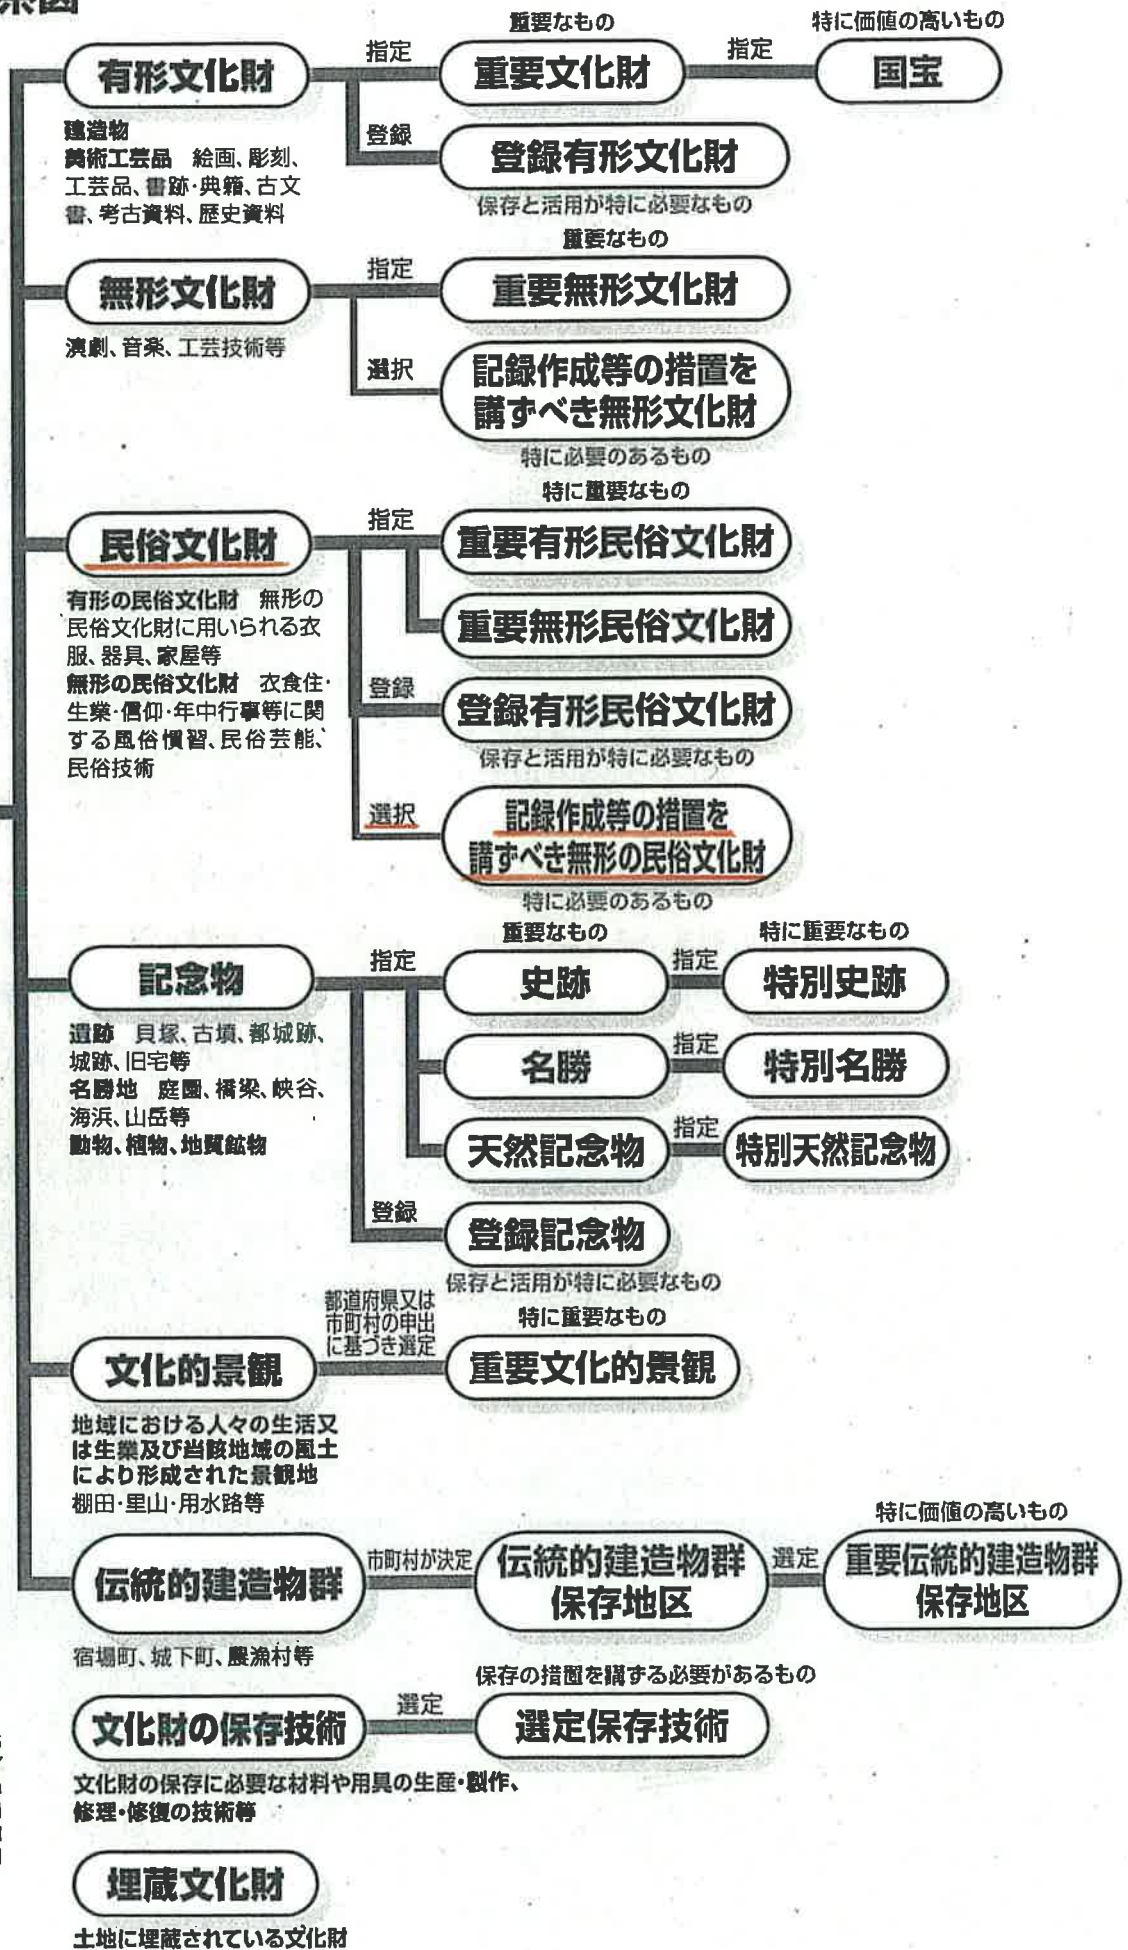 重要なもの
特に価値の高いもの
有形文化財
指定
重要文化財
指定
国宝
建造物
美術工芸品 絵画、彫刻、
工芸品、書跡・典籍、古文
書、考古資料、歴史資料
登録
登録有形文化財
保存と活用が特に必要なもの
重要なもの
無形文化財
指定
重要無形文化財
演劇、音楽、工芸技術等
選択
記録作成等の措置を
講ずべき無形文化財
特に必要のあるもの
特に重要なもの
民俗文化財
指定
重要有形民俗文化財
有形の民俗文化財 無形の
民俗文化財に用いられる衣
服、器具、家屋等
無形の民俗文化財 衣食住・
生業・信仰・年中行事等に関
する風俗慣習、民俗芸能、
民俗技術
重要無形民俗文化財
登録
登録有形民俗文化財
保存と活用が特に必要なもの
選択
記録作成等の措置を
講ずべき無形の民俗文化財
特に必要のあるもの
重要なもの
特に重要なもの
記念物
指定
史跡
指定
特別史跡
遺跡 貝塚、古墳、都城跡、
城跡、旧宅等
名勝地 庭園、橋梁、峡谷、
海浜、山岳等
動物、植物、地質鉱物
名勝
指定
特別名勝
天然記念物
指定
特別天然記念物
登録
登録記念物
保存と活用が特に必要なもの
都道府県又は
市町村の申出
に基づき選定
特に重要なもの
文化的景観
重要文化的景観
地域における人々の生活又
は生業及び当該地域の風土
により形成された景観地
棚田・里山・用水路等
特に価値の高いもの
伝統的建造物群
市町村が決定
伝統的建造物群
保存地区
選定
重要伝統的建造物群
保存地区
宿場町、城下町、農漁村等
保存の措置を講ずる必要があるもの
文化財の保存技術
選定
選定保存技術
文化財の保存に必要な材料や用具の生産・製作、
修理・修復の技術等
埋蔵文化財
土地に埋蔵されている文化財